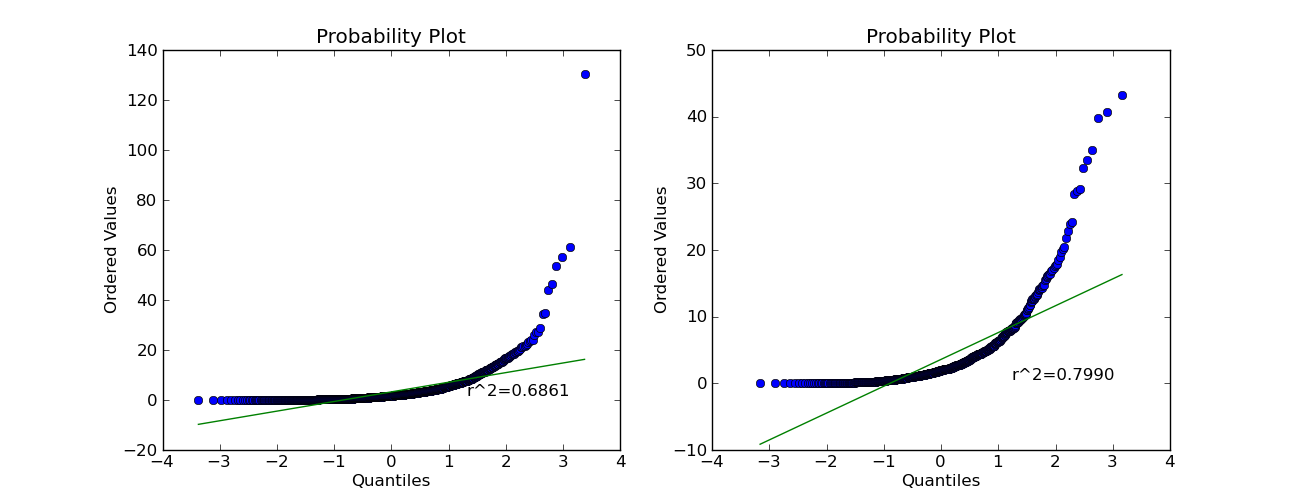 Probability Plot
140
120
100
80
60
40
20
0
−20
Ordered Values
r^2=0.6861
−4 −3 −2 −1 0 1 2 3 4
Quantiles
Probability Plot
50
40
30
20
10
0
−10
Ordered Values
r^2=0.7990
−4 −3 −2 −1 0 1 2 3 4
Quantiles